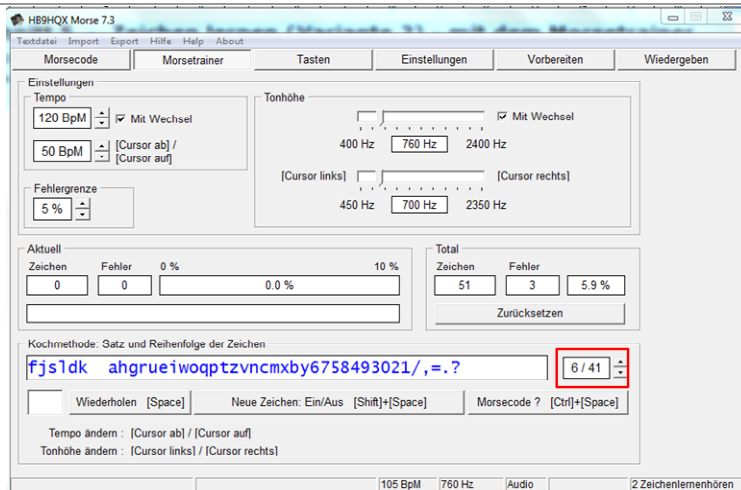 HB9HQX Morse 7.3
Textdatei Import Export Hilfe Help About
Morsecode Morsetrainer Tasten Einstellungen Vorbereiten Wiedergeben
Einstellungen
Tempo
120 BpM Mit Wechsel
50 BpM [Cursor ab] /
[Cursor auf]
Fehlergrenze
5 %
Tonhöhe
Mit Wechsel
400 Hz 760 Hz 2400 Hz
[Cursor links] [Cursor rechts]
450 Hz 700 Hz 2350 Hz
Aktuell
Zeichen Fehler 0 % 10 %
0 0 0.0 %
Total
Zeichen Fehler
51 3 5.9 %
Zurücksetzen
Kochmethode: Satz und Reihenfolge der Zeichen
fjsldk ahgrueiwoqptzvncmxby6758493021/,=.? 6 / 41
Wiederholen [Space] Neue Zeichen: Ein/Aus [Shift]+[Space] Morsecode ? [Ctrl]+[Space]
Tempo ändern : [Cursor ab] / [Cursor auf]
Tonhöhe ändern : [Cursor links] / [Cursor rechts]
105 BpM 760 Hz Audio 2 Zeichenlernenhören